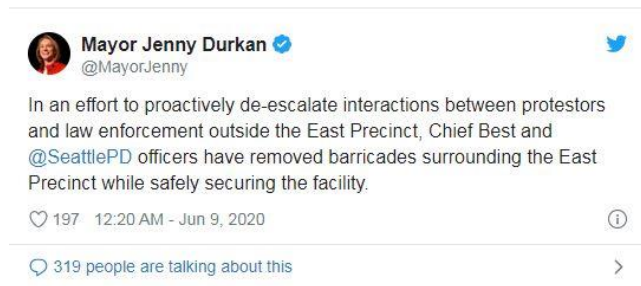 Mayor Jenny Durkan
@MayorJenny
In an effort to proactively de-escalate interactions between protestors
and law enforcement outside the East Precinct, Chief Best and
@SeattlePD officers have removed barricades surrounding the East
Precinct while safely securing the facility.
197 12:20 AM - Jun 9, 2020
319 people are talking about this